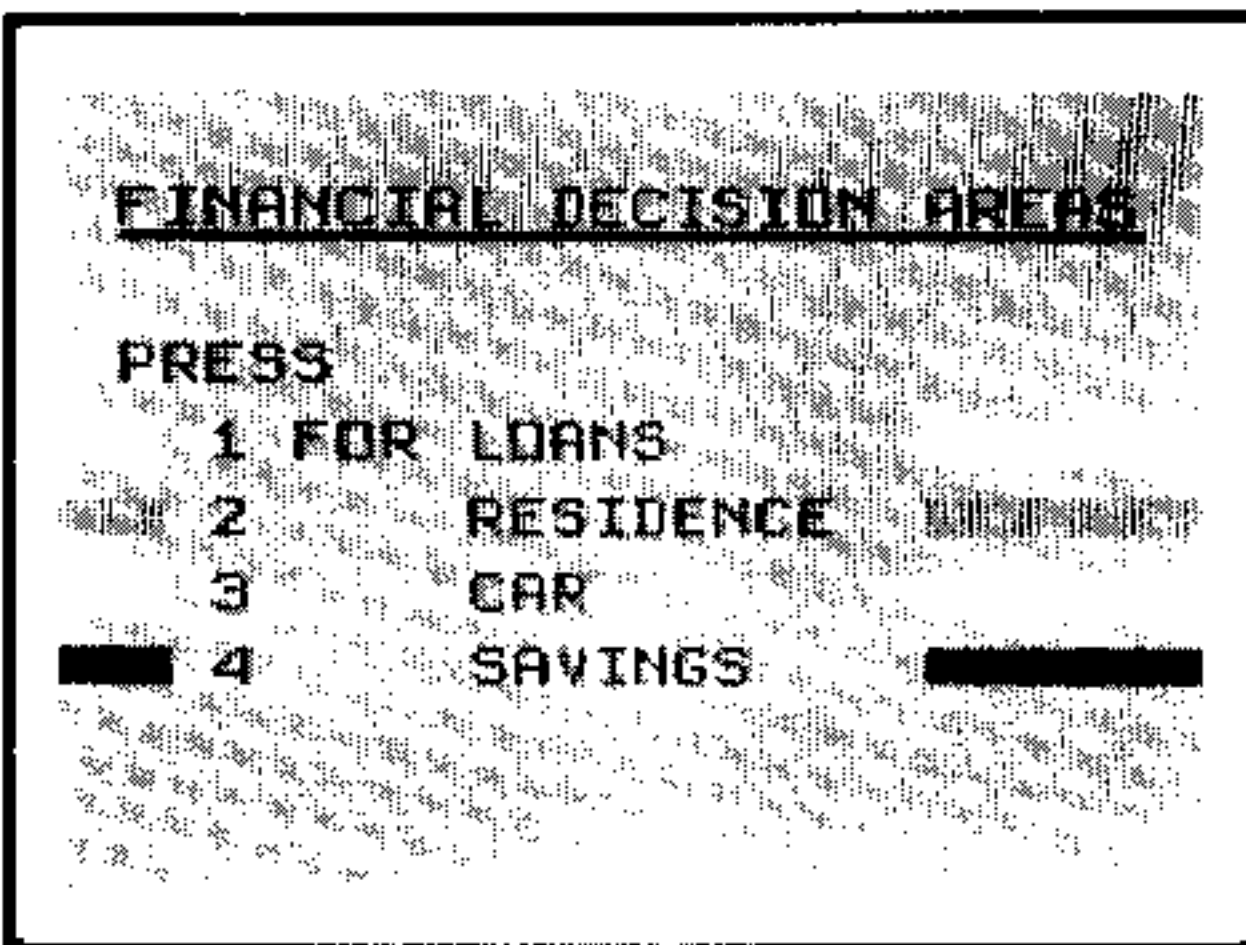 FINANCIAL DECISION AREAS
PRESS
1 FOR LOANS
2 RESIDENCE
3 CAR
4 SAVINGS